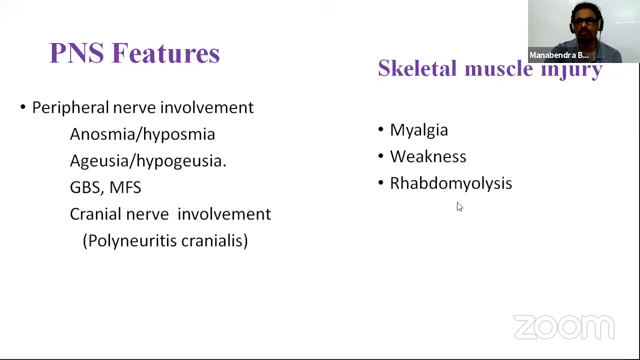 PNS Features
• Peripheral nerve involvement
Anosmia/hyposmia
Ageusia/hypogeusia.
GBS, MFS
Cranial nerve involvement
(Polyneuritis cranialis)
Skeletal muscle injury
• Myalgia
• Weakness
• Rhabdomyolysis
Manabendra B...
zoom